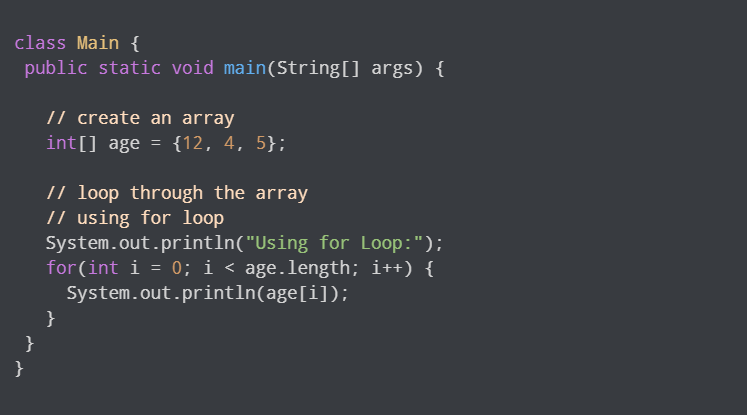 class Main {
 public static void main(String[] args) {
   // create an array
   int[] age = {12, 4, 5};
   // loop through the array
   // using for loop
   System.out.println("Using for Loop:");
   for(int i = 0; i < age.length; i++) {
     System.out.println(age[i]);
   }
 }
}